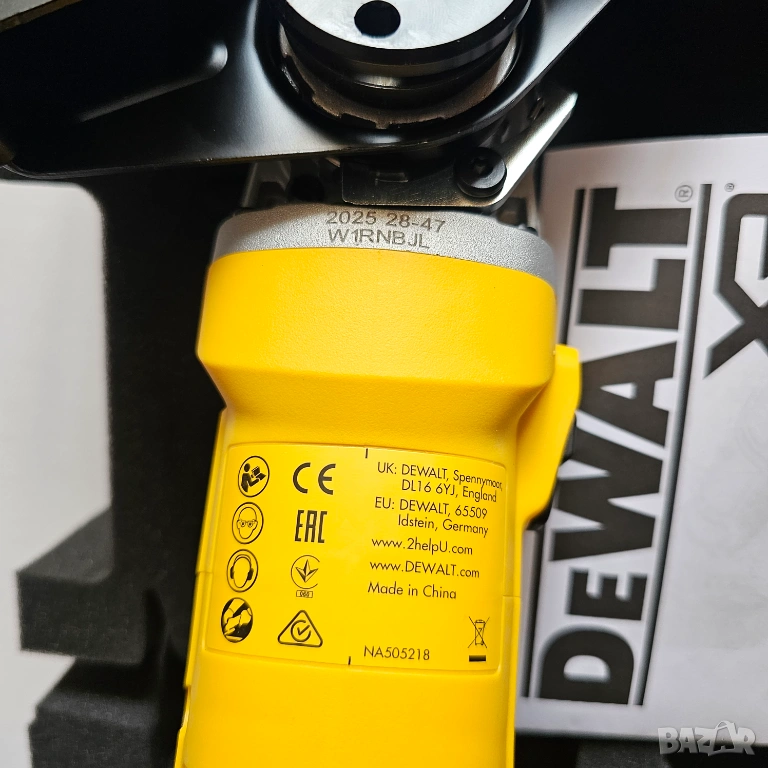 2025 28-47
W1RNBJL
UK: DEWALT, Spennymoor,
DL16 6YJ, England
EU: DEWALT, 65509
Idstein, Germany
www.2helpU.com
www.DEWALT.com
Made in China
NA505218
CE
EAC
DEWALT®
BAZAR